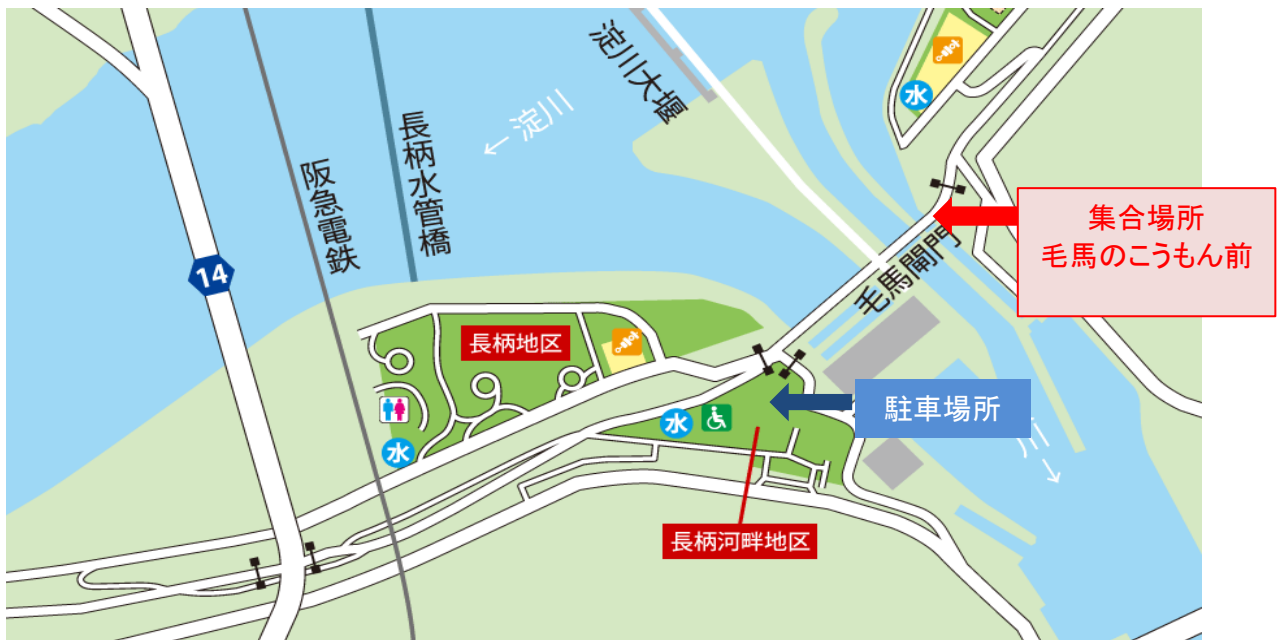 淀川大堰
水
← 淀川
長柄水管橋
阪急電鉄
集合場所
毛馬のこうもん前
毛馬閘門
14
長柄地区
駐車場所
水
水
川 →
長柄河畔地区